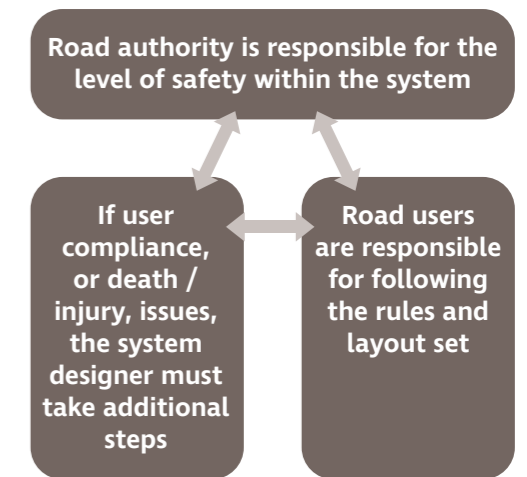 Road authority is responsible for the
level of safety within the system
If user
compliance,
or death /
injury, issues,
the system
designer must
take additional
steps
Road users
are responsible
for following
the rules and
layout set